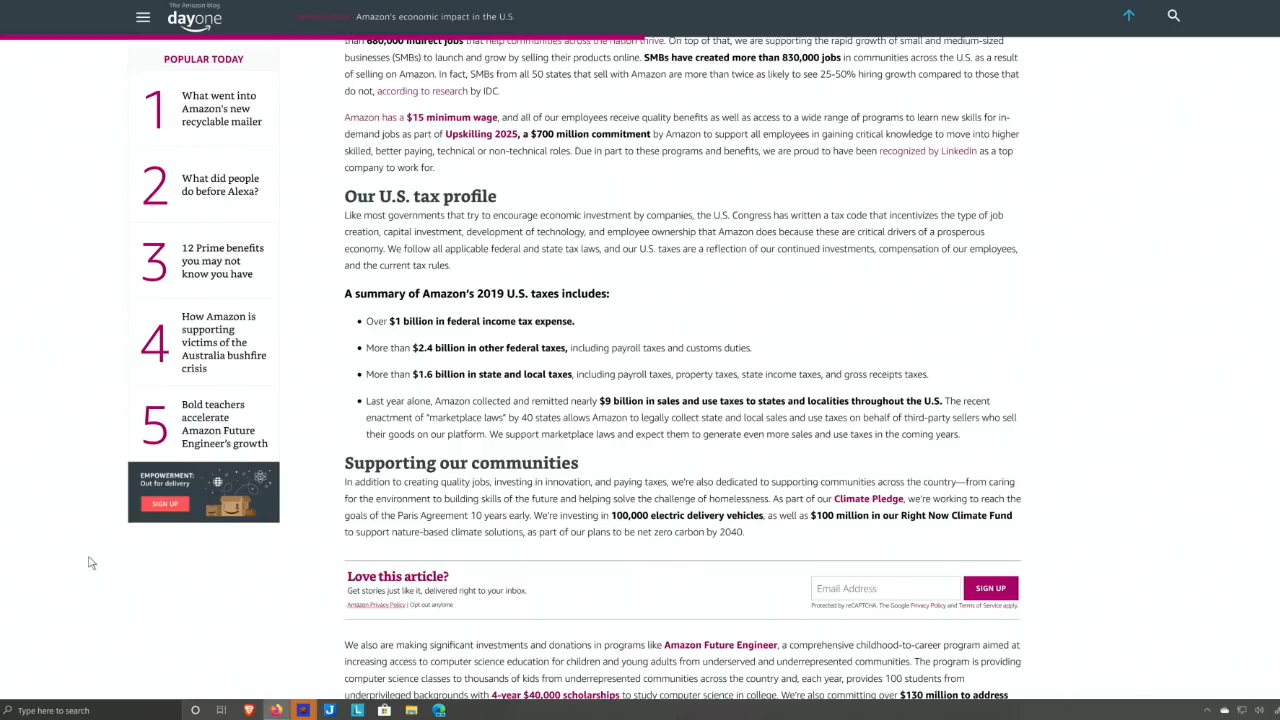 The Amazon blog
dayone
Amazon's economic impact in the U.S.
POPULAR TODAY
1
What went into
Amazon's new
recyclable mailer
2
What did people
do before Alexa?
3
12 Prime benefits
you may not
know you have
4
How Amazon is
supporting
victims of the
Australia bushfire
crisis
5
Bold teachers
accelerate
Amazon Future
Engineer's growth
EMPOWERMENT:
Out for delivery
SIGN UP
than 680,000 indirect jobs that help communities across the nation thrive. On top of that, we are supporting the rapid growth of small and medium-sized
businesses (SMBs) to launch and grow by selling their products online. SMBs have created more than 830,000 jobs in communities across the U.S. as a result
of selling on Amazon. In fact, SMBs from all 50 states that sell with Amazon are more than twice as likely to see 25-50% hiring growth compared to those that
do not, according to research by IDC.
Amazon has a $15 minimum wage, and all of our employees receive quality benefits as well as access to a wide range of programs to learn new skills for in-
demand jobs as part of Upskilling 2025, a $700 million commitment by Amazon to support all employees in gaining critical knowledge to move into higher
skilled, better paying, technical or non-technical roles. Due in part to these programs and benefits, we are proud to have been recognized by LinkedIn as a top
company to work for.
Our U.S. tax profile
Like most governments that try to encourage economic investment by companies, the U.S. Congress has written a tax code that incentivizes the type of job
creation, capital investment, development of technology, and employee ownership that Amazon does because these are critical drivers of a prosperous
economy. We follow all applicable federal and state tax laws, and our U.S. taxes are a reflection of our continued investments, compensation of our employees,
and the current tax rules.
A summary of Amazon's 2019 U.S. taxes includes:
• Over $1 billion in federal income tax expense.
• More than $2.4 billion in other federal taxes, including payroll taxes and customs duties.
• More than $1.6 billion in state and local taxes, including payroll taxes, property taxes, state income taxes, and gross receipts taxes.
• Last year alone, Amazon collected and remitted nearly $9 billion in sales and use taxes to states and localities throughout the U.S. The recent
enactment of "marketplace laws" by 40 states allows Amazon to legally collect state and local sales and use taxes on behalf of third-party sellers who sell
their goods on our platform. We support marketplace laws and expect them to generate even more sales and use taxes in the coming years.
Supporting our communities
In addition to creating quality jobs, investing in innovation, and paying taxes, we're also dedicated to supporting communities across the country—from caring
for the environment to building skills of the future and helping solve the challenge of homelessness. As part of our Climate Pledge, we're working to reach the
goals of the Paris Agreement 10 years early. We're investing in 100,000 electric delivery vehicles, as well as $100 million in our Right Now Climate Fund
to support nature-based climate solutions, as part of our plans to be net zero carbon by 2040.
Love this article?
Get stories just like it, delivered right to your inbox.
Amazon Privacy Policy | Opt out anytime
Email Address
SIGN UP
Protected by reCAPTCHA. The Google Privacy Policy and Terms of Service apply.
We also are making significant investments and donations in programs like Amazon Future Engineer, a comprehensive childhood-to-career program aimed at
increasing access to computer science education for children and young adults from underserved and underrepresented communities. The program is providing
computer science classes to thousands of kids from underrepresented communities across the country and, each year, provides 100 students from
underprivileged backgrounds with 4-year $40,000 scholarships to study computer science in college. We're also committing over $130 million to address
Type here to search